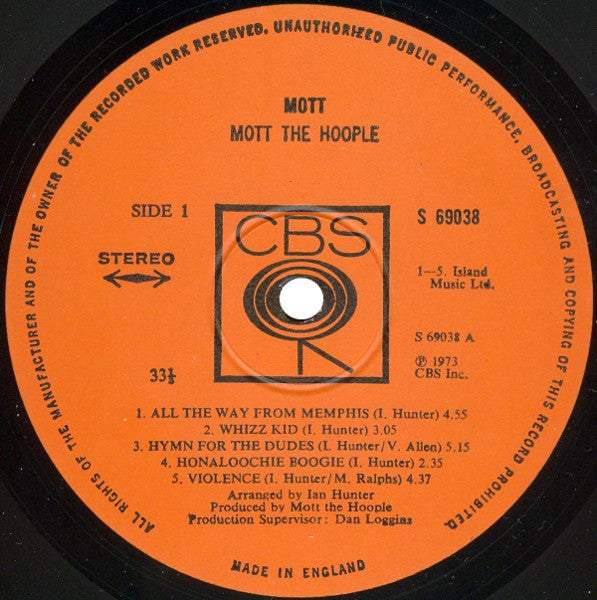 ALL RIGHTS OF THE MANUFACTURER AND OF THE OWNER OF THE RECORDED WORK RESERVED. UNAUTHORIZED PUBLIC PERFORMANCE, BROADCASTING AND COPYING OF THIS RECORD PROHIBITED.
MOTT
MOTT THE HOOPLE
SIDE 1
CBS
S 69038
STEREO
1—5. Island
Music Ltd.
S 69038 A
33⅓
℗ 1973
CBS Inc.
1. ALL THE WAY FROM MEMPHIS (I. Hunter) 4.55
2. WHIZZ KID (I. Hunter) 3.05
3. HYMN FOR THE DUDES (I. Hunter/V. Allen) 5.15
4. HONALOOCHIE BOOGIE (I. Hunter) 2.35
5. VIOLENCE (I. Hunter/M. Ralphs) 4.37
Arranged by Ian Hunter
Produced by Mott the Hoople
Production Supervisor: Dan Loggins
MADE IN ENGLAND